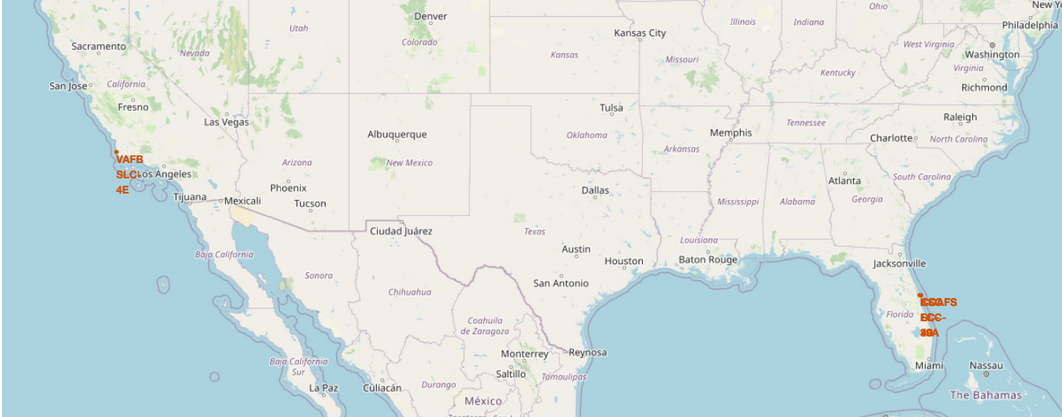 New Y
Ohio
Philadelphia
Denver
Illinois
Indiana
Utah
Kansas City
Sacramento
Colorado
West Virginia
Nevada
Kansas
Missouri
Washington
Virginia
San Jose
California
Kentucky
Richmond
Fresno
Tulsa
Las Vegas
Raleigh
Tennessee
Albuquerque
Oklahoma
Memphis
Charlotte
North Carolina
Arkansas
VAFB
SLC-
4E
Los Angeles
Arizona
New Mexico
South Carolina
Atlanta
Phoenix
Dallas
Tijuana
Mexicali
Tucson
Mississippi
Alabama
Georgia
Ciudad Juárez
Texas
Louisiana
Austin
Baja California
Houston
Baton Rouge
Jacksonville
Sonora
San Antonio
Chihuahua
Florida
Coahuila
de Zaragoza
Monterrey
Reynosa
Baja California
Sur
Saltillo
Miami
Nassau
Tamaulipas
La Paz
Culiacán
Durango
The Bahamas
México